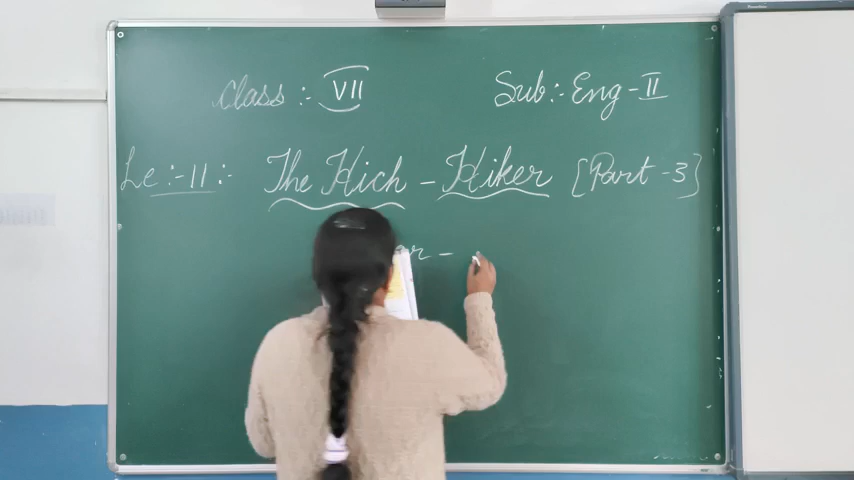 Class :- VII
Sub:- Eng-II
Le :-11 :- The Hich - Hiker [Part -3]